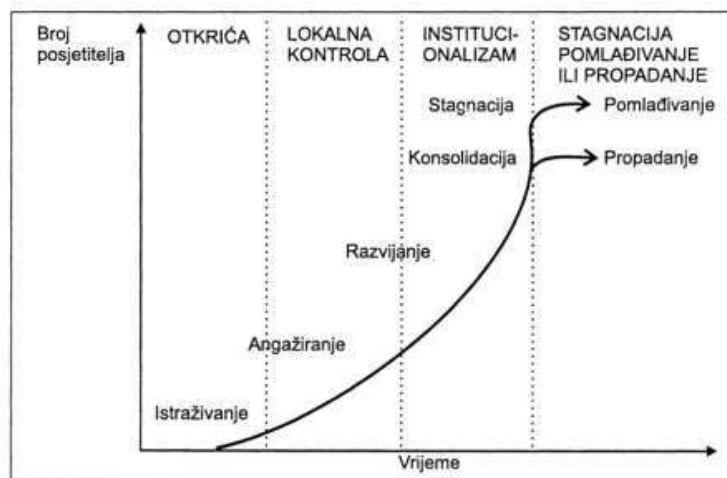 Broj
posjetitelja
OTKRIĆA
LOKALNA
KONTROLA
INSTITUCI-
ONALIZAM
STAGNACIJA
POMLAĐIVANJE
ILI PROPADANJE
Stagnacija
Pomlađivanje
Konsolidacija
Propadanje
Razvijanje
Angažiranje
Istraživanje
Vrijeme